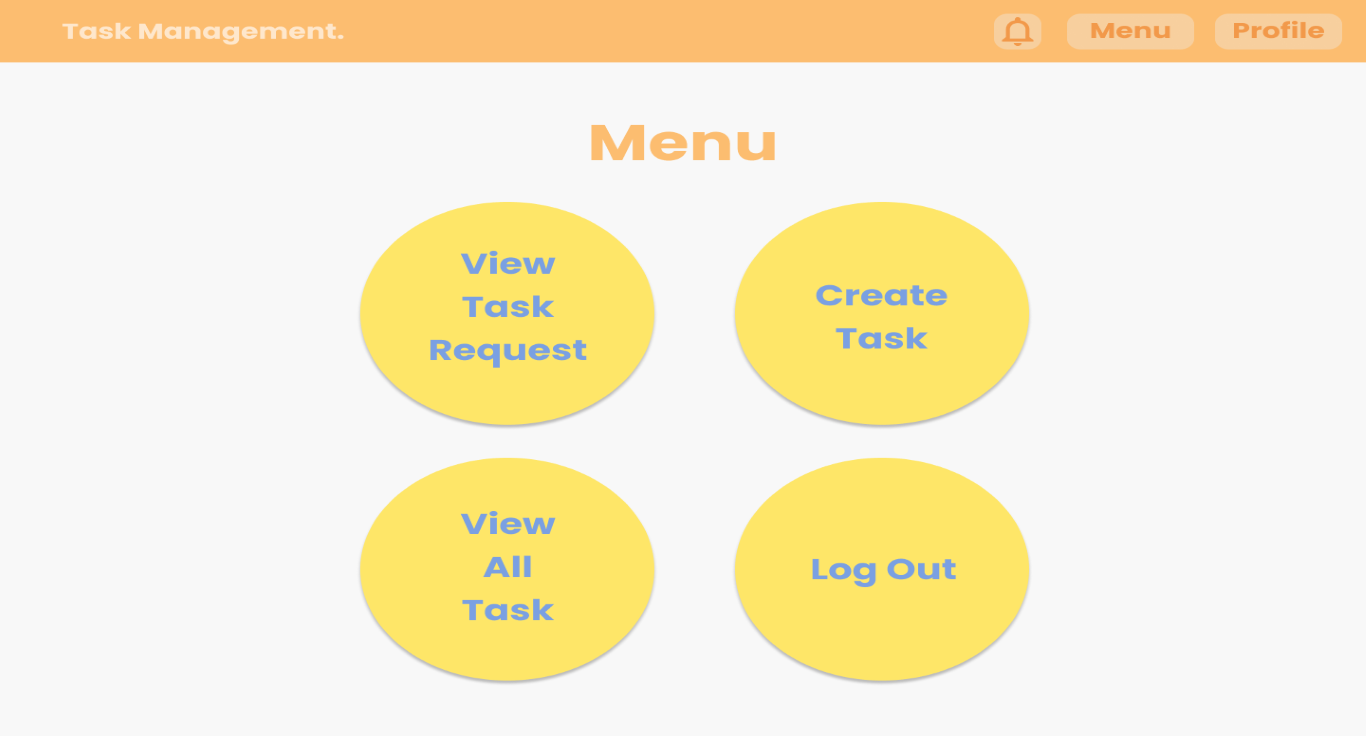 Task Management.
Menu
Profile
Menu
View
Task
Request
Create
Task
View
All
Task
Log Out